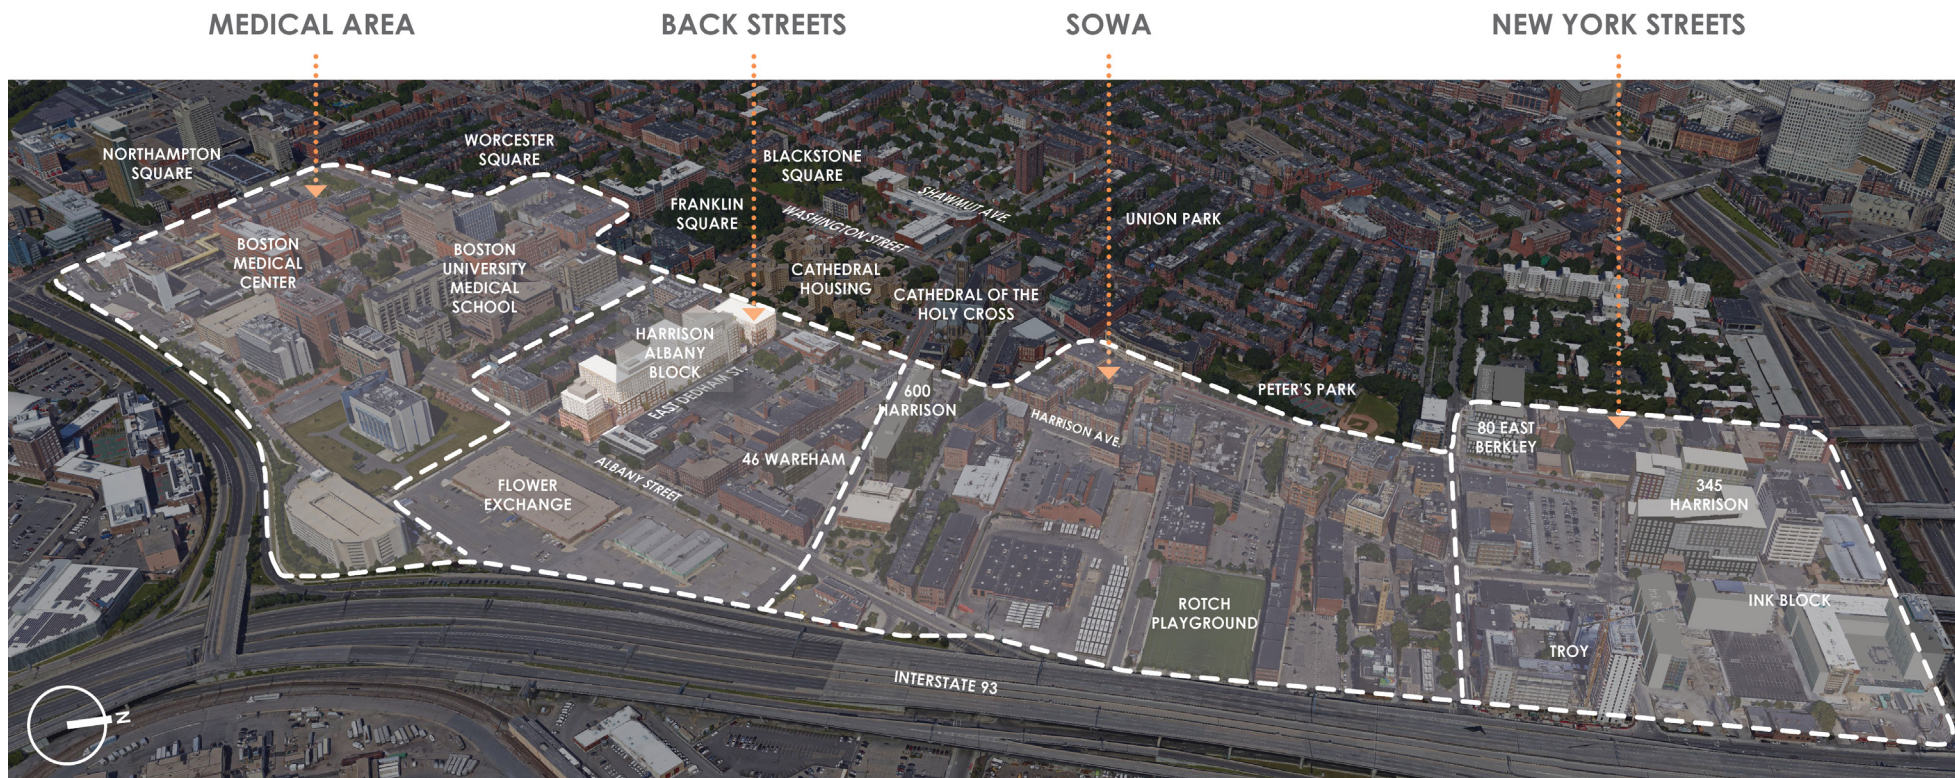 MEDICAL AREA
BACK STREETS
SOWA
NEW YORK STREETS
NORTHAMPTON
SQUARE
WORCESTER
SQUARE
BLACKSTONE
SQUARE
SHAWMUT AVE.
FRANKLIN
SQUARE
WASHINGTON STREET
UNION PARK
BOSTON
MEDICAL
CENTER
BOSTON
UNIVERSITY
MEDICAL
SCHOOL
CATHEDRAL
HOUSING
CATHEDRAL OF THE
HOLY CROSS
HARRISON
ALBANY
BLOCK
EAST DEDHAM ST.
600
HARRISON
HARRISON AVE.
PETER'S PARK
80 EAST
BERKLEY
46 WAREHAM
ALBANY STREET
FLOWER
EXCHANGE
345
HARRISON
ROTCH
PLAYGROUND
INK BLOCK
TROY
INTERSTATE 93
N